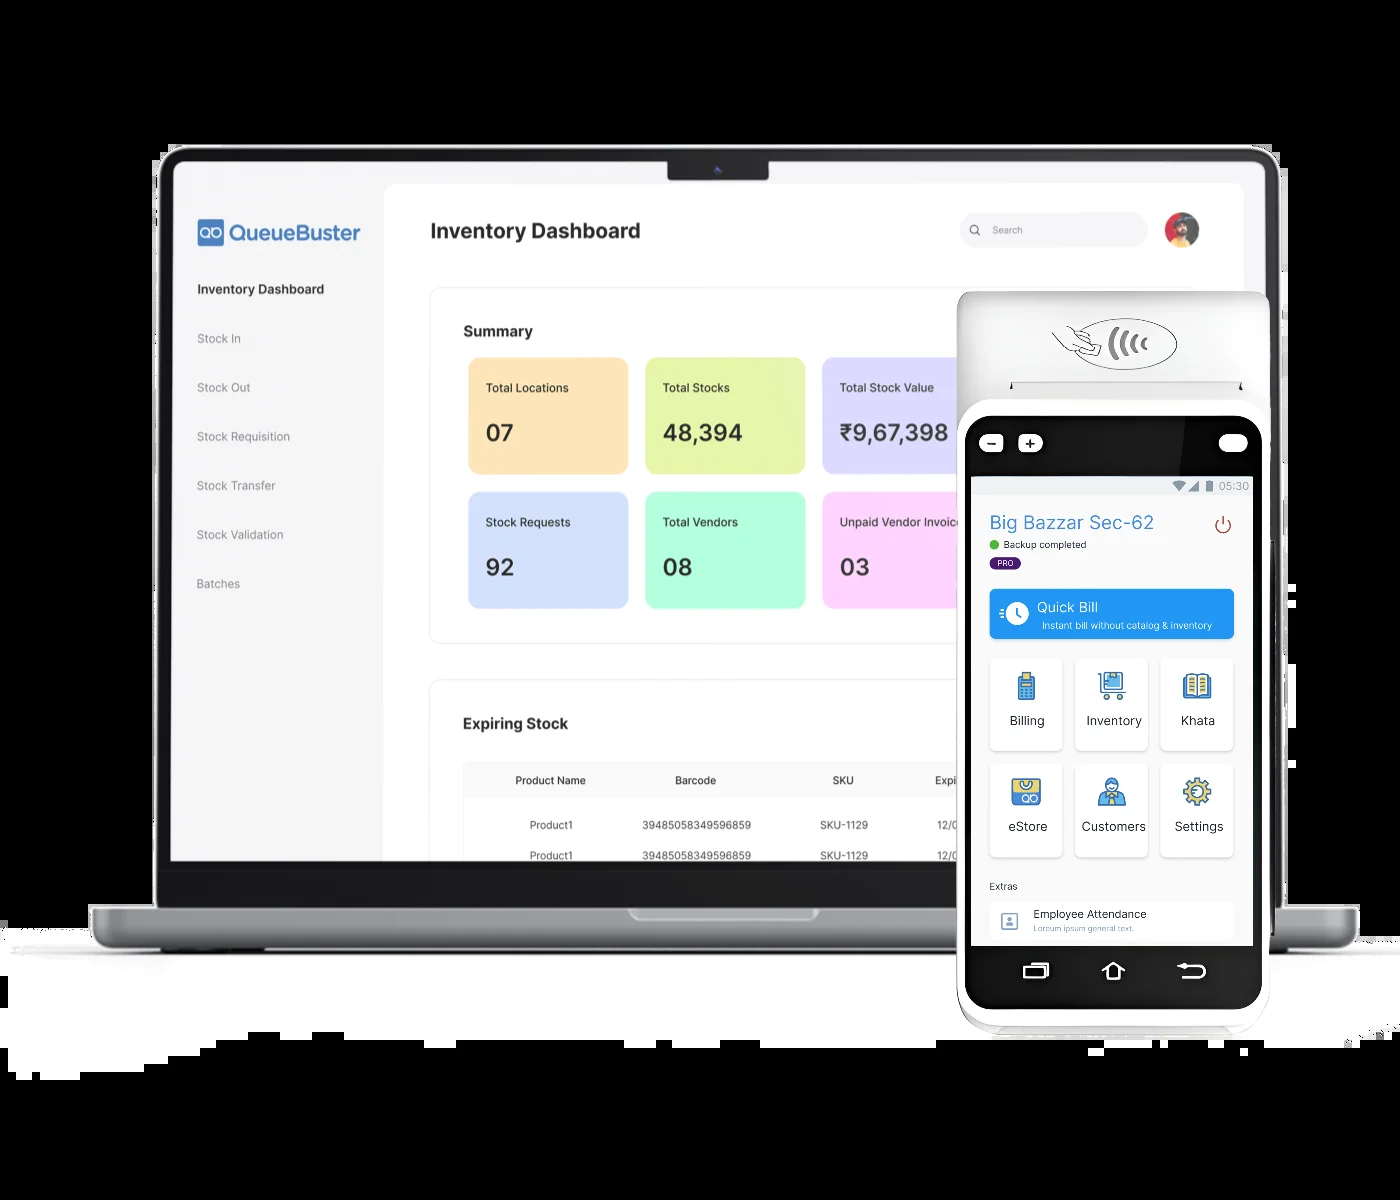 QueueBuster
Inventory Dashboard
Stock In
Stock Out
Stock Requisition
Stock Transfer
Stock Validation
Batches
Inventory Dashboard
Search
Summary
Total Locations
07
Total Stocks
48,394
Total Stock Value
₹9,67,398
Stock Requests
92
Total Vendors
08
Unpaid Vendor Invoic
03
Expiring Stock
Product Name Barcode SKU Expi
Product1 39485058349596859 SKU-1129 12/0
Product1 39485058349596859 SKU-1129 12/0
05:30
Big Bazzar Sec-62
Backup completed
PRO
Quick Bill
Instant bill without catalog & inventory
Billing
Inventory
Khata
eStore
Customers
Settings
Extras
Employee Attendance
Loreum ipsum general text.